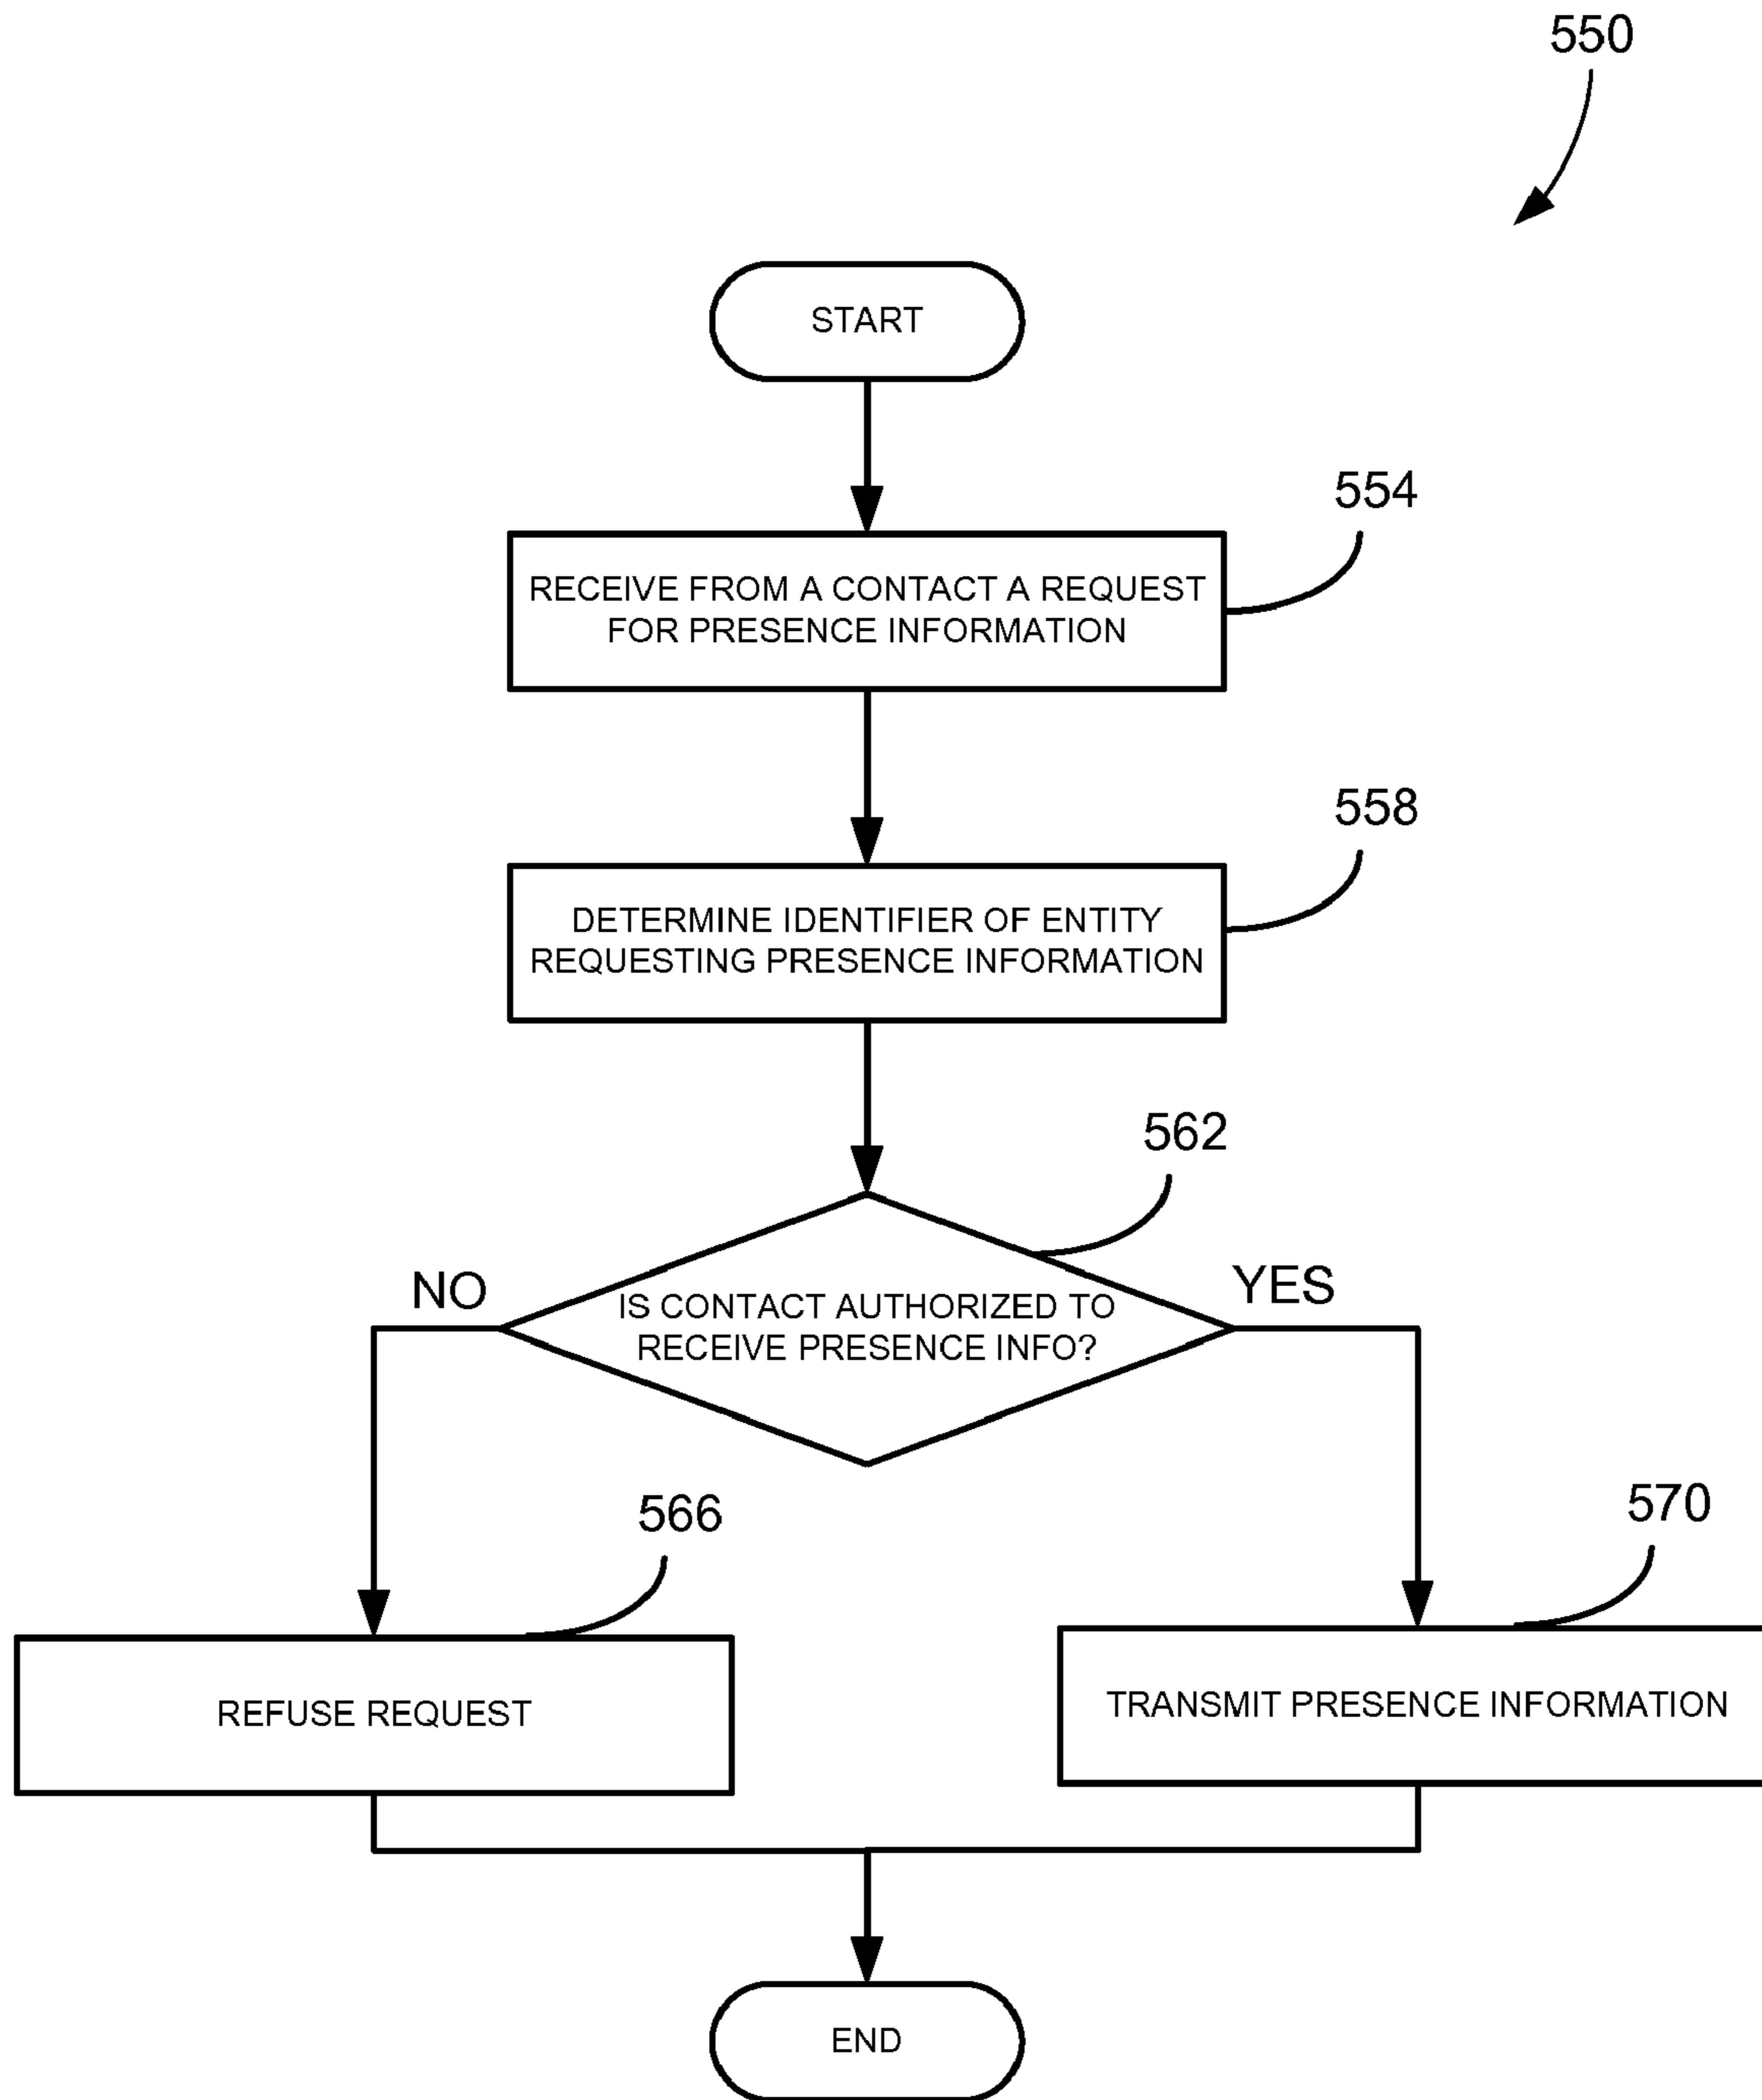 550
START
554
RECEIVE FROM A CONTACT A REQUEST
FOR PRESENCE INFORMATION
558
DETERMINE IDENTIFIER OF ENTITY
REQUESTING PRESENCE INFORMATION
562
NO
YES
IS CONTACT AUTHORIZED TO
RECEIVE PRESENCE INFO?
566
570
REFUSE REQUEST
TRANSMIT PRESENCE INFORMATION
END